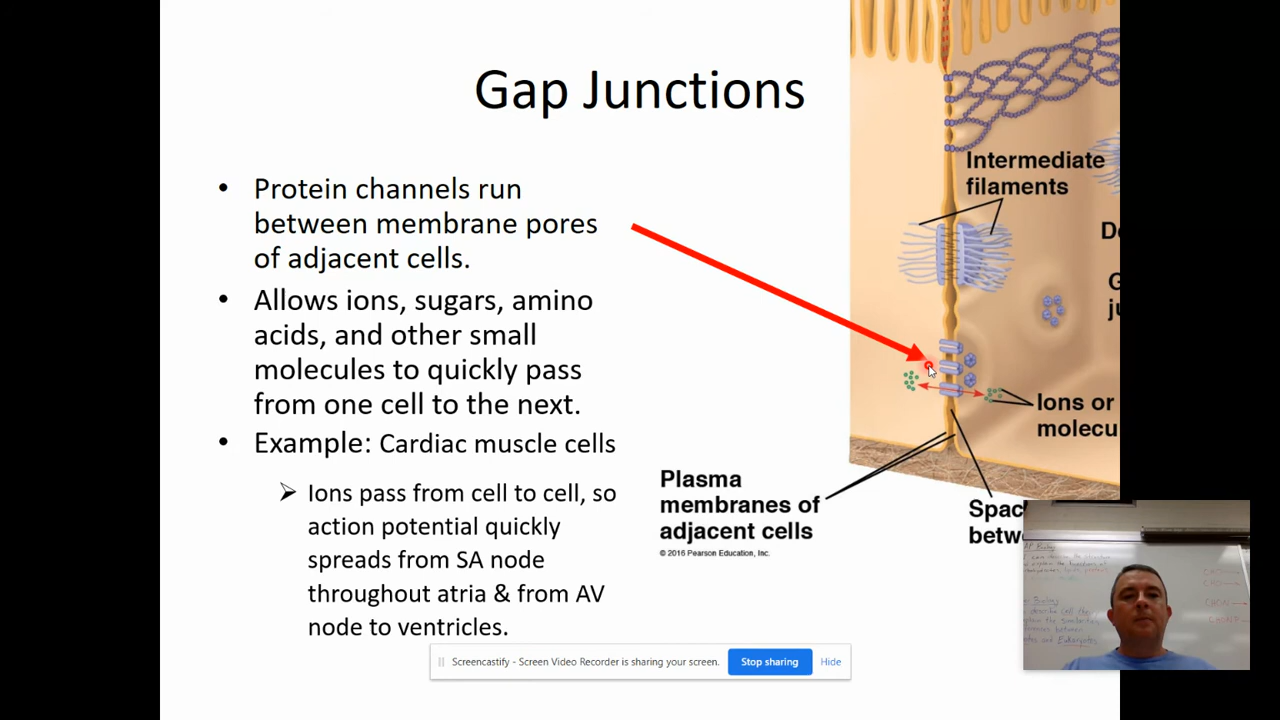 Gap Junctions
• Protein channels run
between membrane pores
of adjacent cells.
• Allows ions, sugars, amino
acids, and other small
molecules to quickly pass
from one cell to the next.
• Example: Cardiac muscle cells
➢ Ions pass from cell to cell, so
action potential quickly
spreads from SA node
throughout atria & from AV
node to ventricles.
Intermediate
filaments
Ions or
molecu
Plasma
membranes of
adjacent cells
© 2016 Pearson Education, Inc.
Spac
betw
Screencastify - Screen Video Recorder is sharing your screen.
Stop sharing
Hide